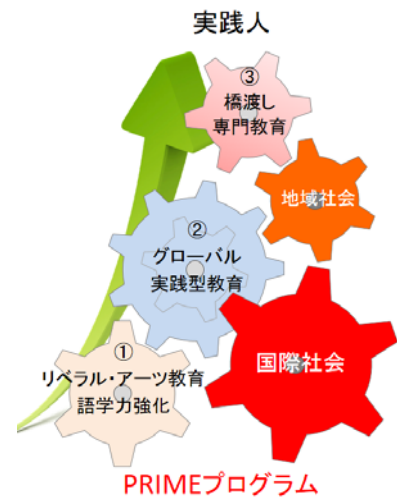 実践人
③
橋渡し
専門教育
地域社会
②
グローバル
実践型教育
国際社会
①
リベラル・アーツ教育
語学力強化
PRIMEプログラム